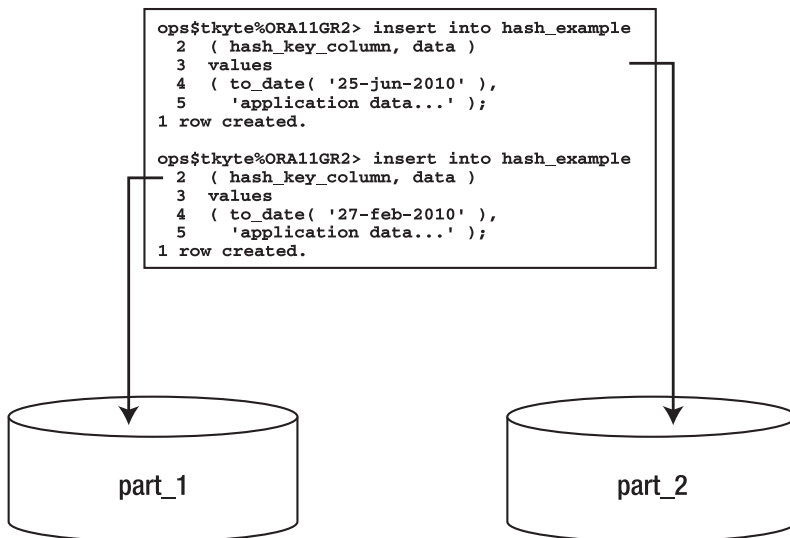 ops$tkyte%ORA11GR2> insert into hash_example
  2  ( hash_key_column, data )
  3  values
  4  ( to_date( '25-jun-2010' ),
  5    'application data...' );
1 row created.

ops$tkyte%ORA11GR2> insert into hash_example
  2  ( hash_key_column, data )
  3  values
  4  ( to_date( '27-feb-2010' ),
  5    'application data...' );
1 row created.
part_1
part_2